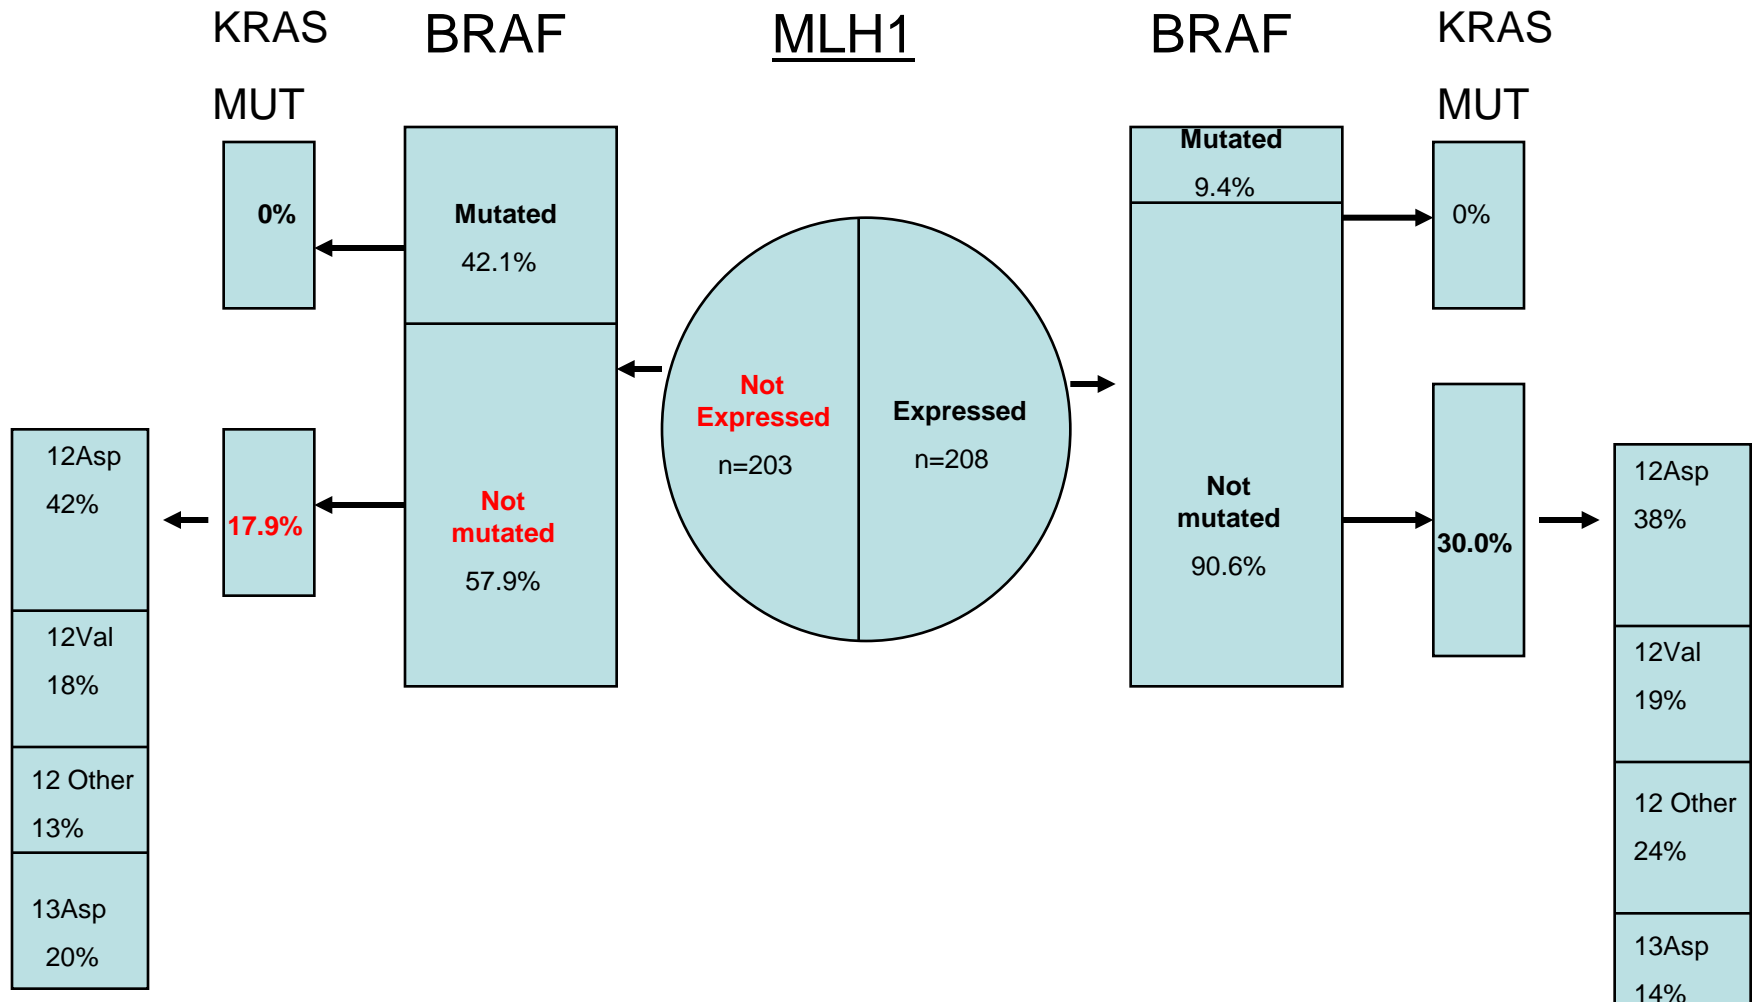 KRAS
MUT
BRAF
MLH1
BRAF
KRAS
MUT
0%
Mutated
42.1%
Not
mutated
57.9%
17.9%
12Asp
42%
12Val
18%
12 Other
13%
13Asp
20%
Not
Expressed
n=203
Expressed
n=208
Mutated
9.4%
Not
mutated
90.6%
0%
30.0%
12Asp
38%
12Val
19%
12 Other
24%
13Asp
14%